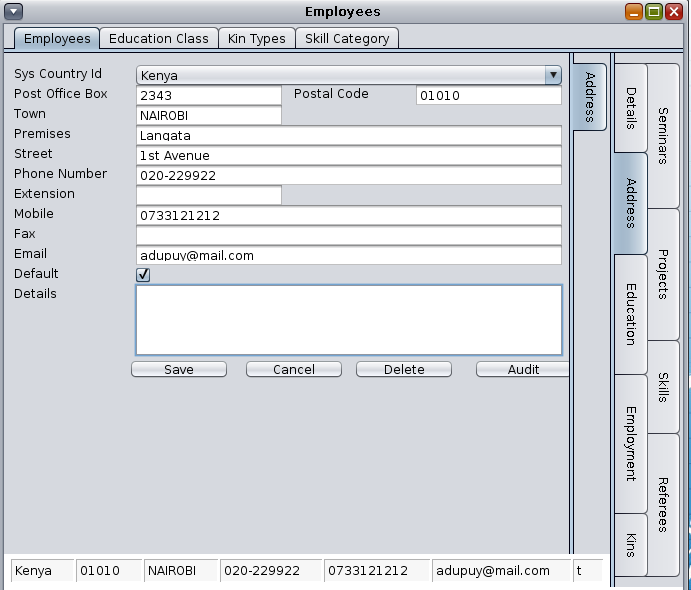 Employees
Employees Education Class Kin Types Skill Category
Sys Country Id Kenya
Post Office Box 2343 Postal Code 01010
Town NAIROBI
Premises Langata
Street 1st Avenue
Phone Number 020-229922
Extension
Mobile 0733121212
Fax
Email adupuy@mail.com
Default
Details
Save Cancel Delete Audit
Address
Details
Address
Education
Employment
Kins
Seminars
Projects
Skills
Referees
Kenya 01010 NAIROBI 020-229922 0733121212 adupuy@mail.com t